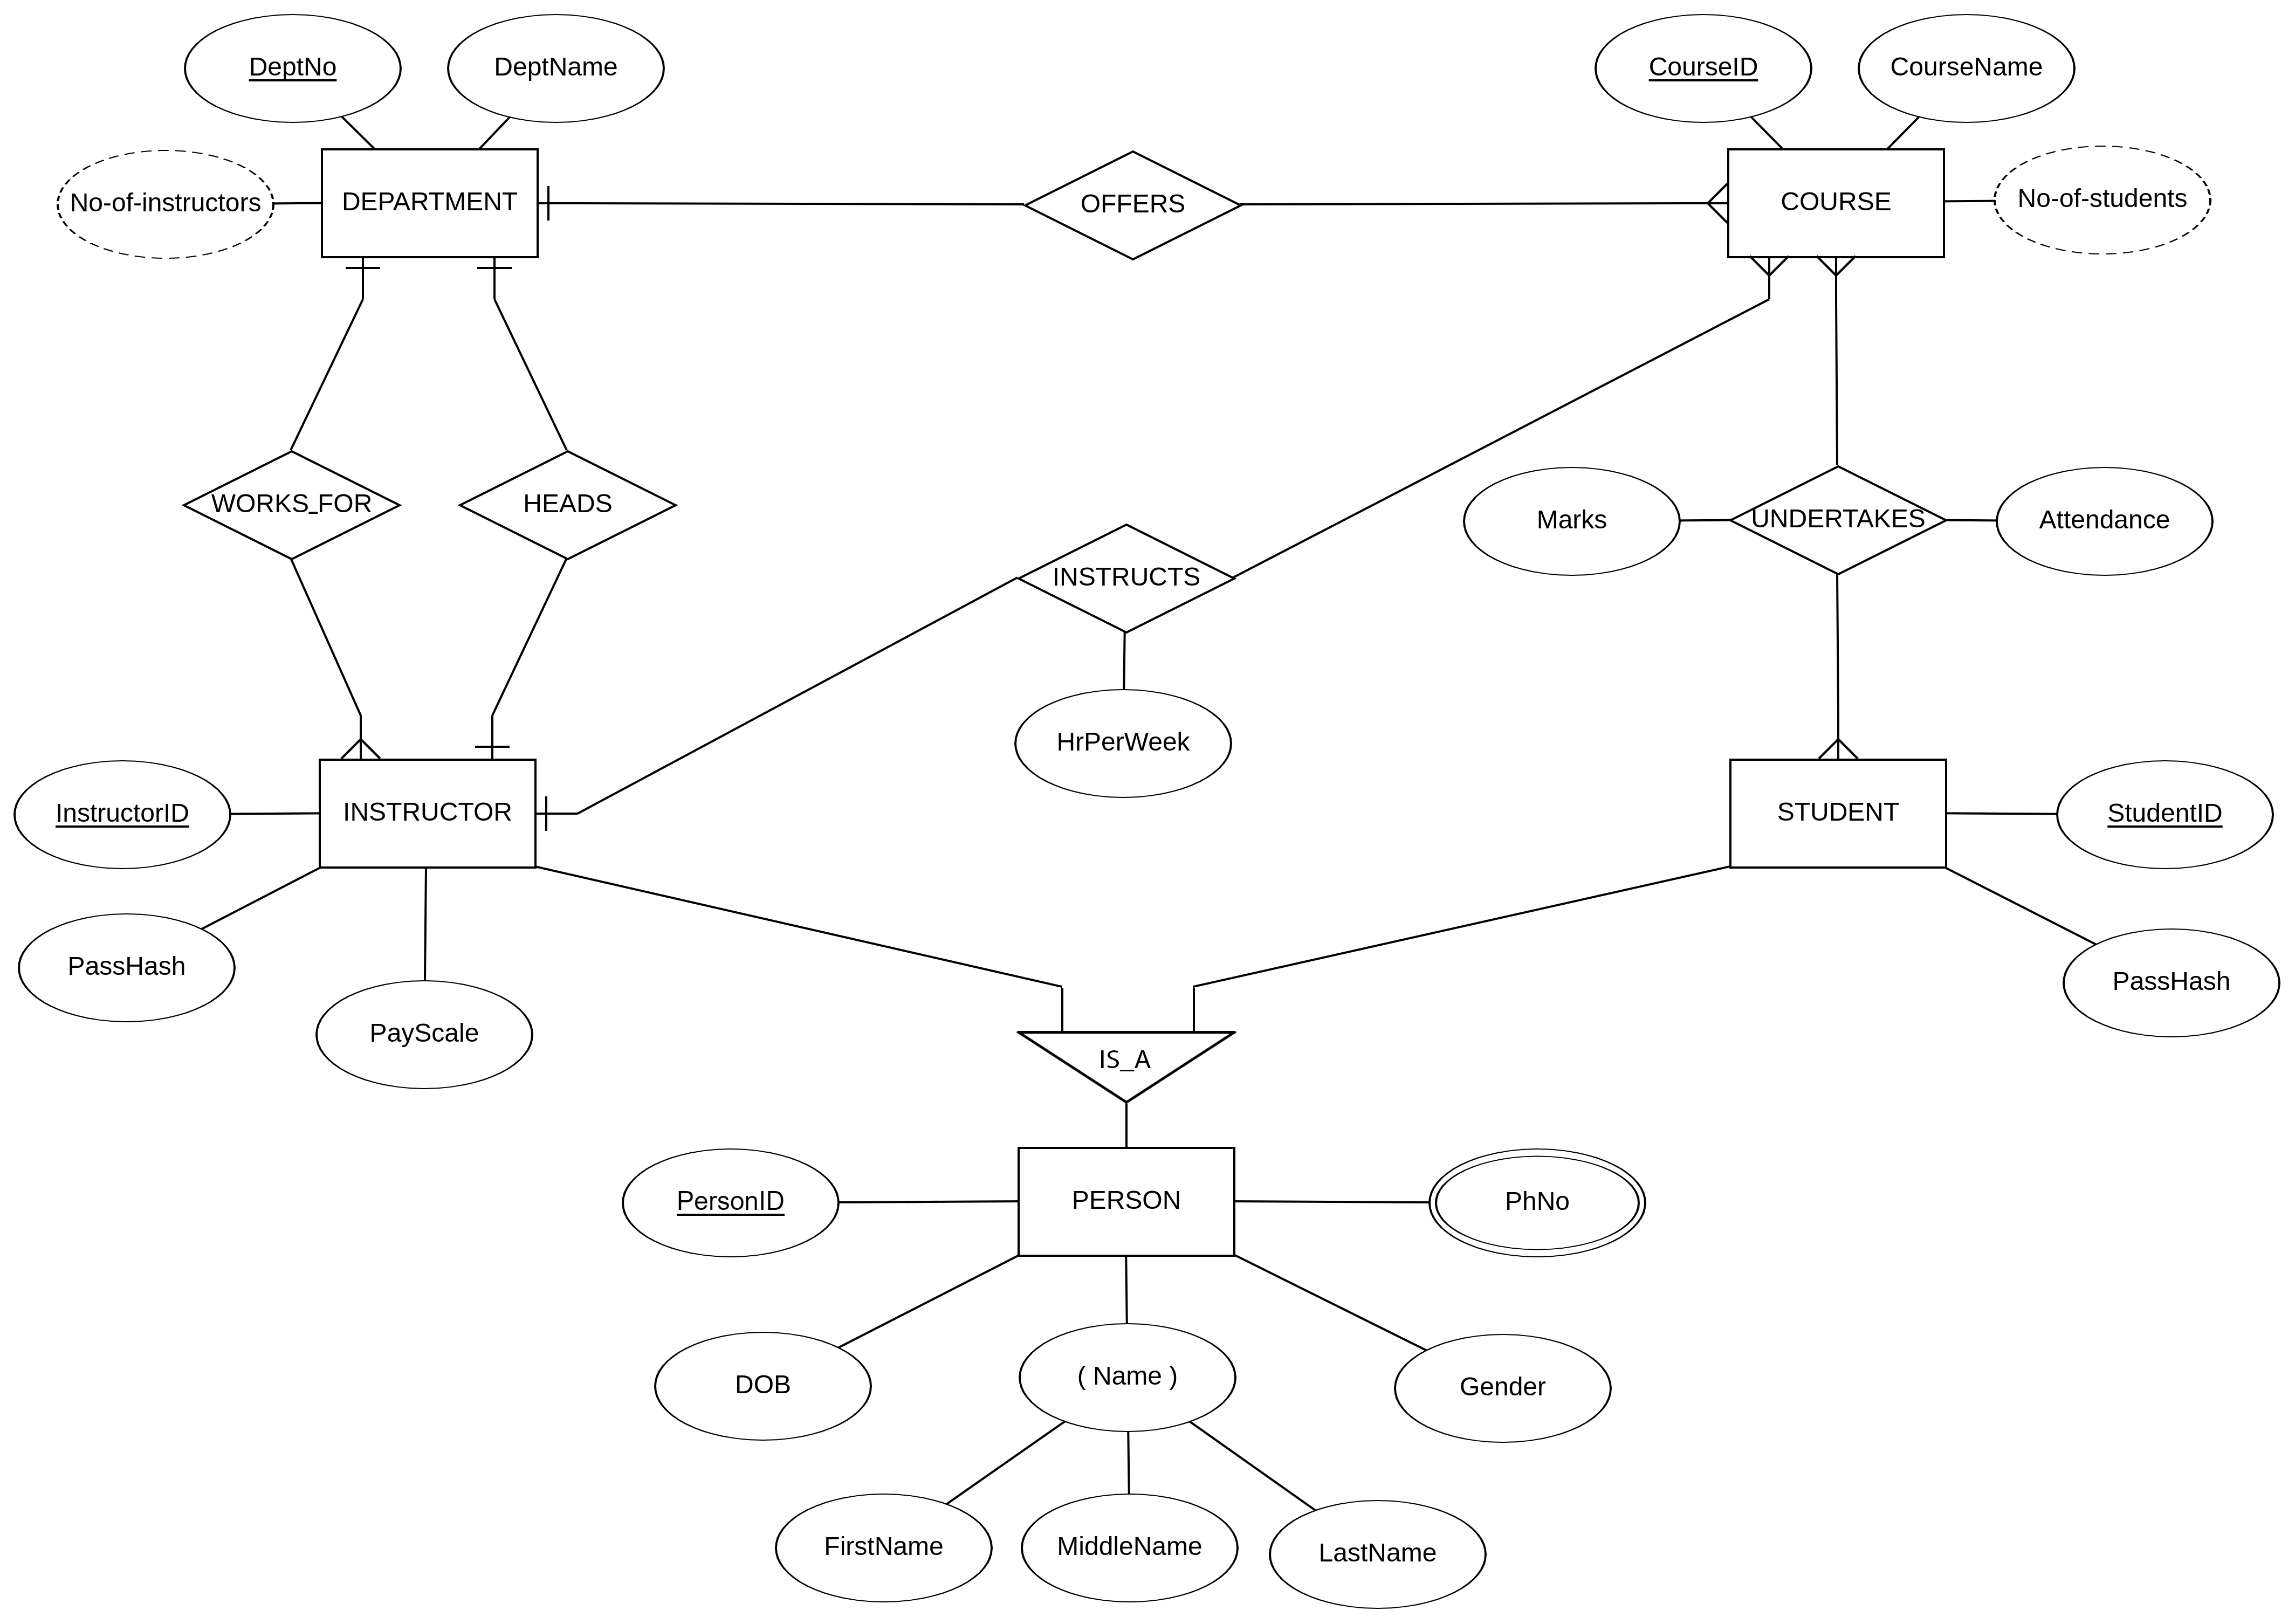 DeptNo
DeptName
CourseID
CourseName
No-of-instructors
DEPARTMENT
OFFERS
COURSE
No-of-students
WORKS_FOR
HEADS
INSTRUCTS
Marks
UNDERTAKES
Attendance
HrPerWeek
InstructorID
INSTRUCTOR
STUDENT
StudentID
PassHash
PayScale
PassHash
IS_A
PersonID
PERSON
PhNo
DOB
( Name )
Gender
FirstName
MiddleName
LastName